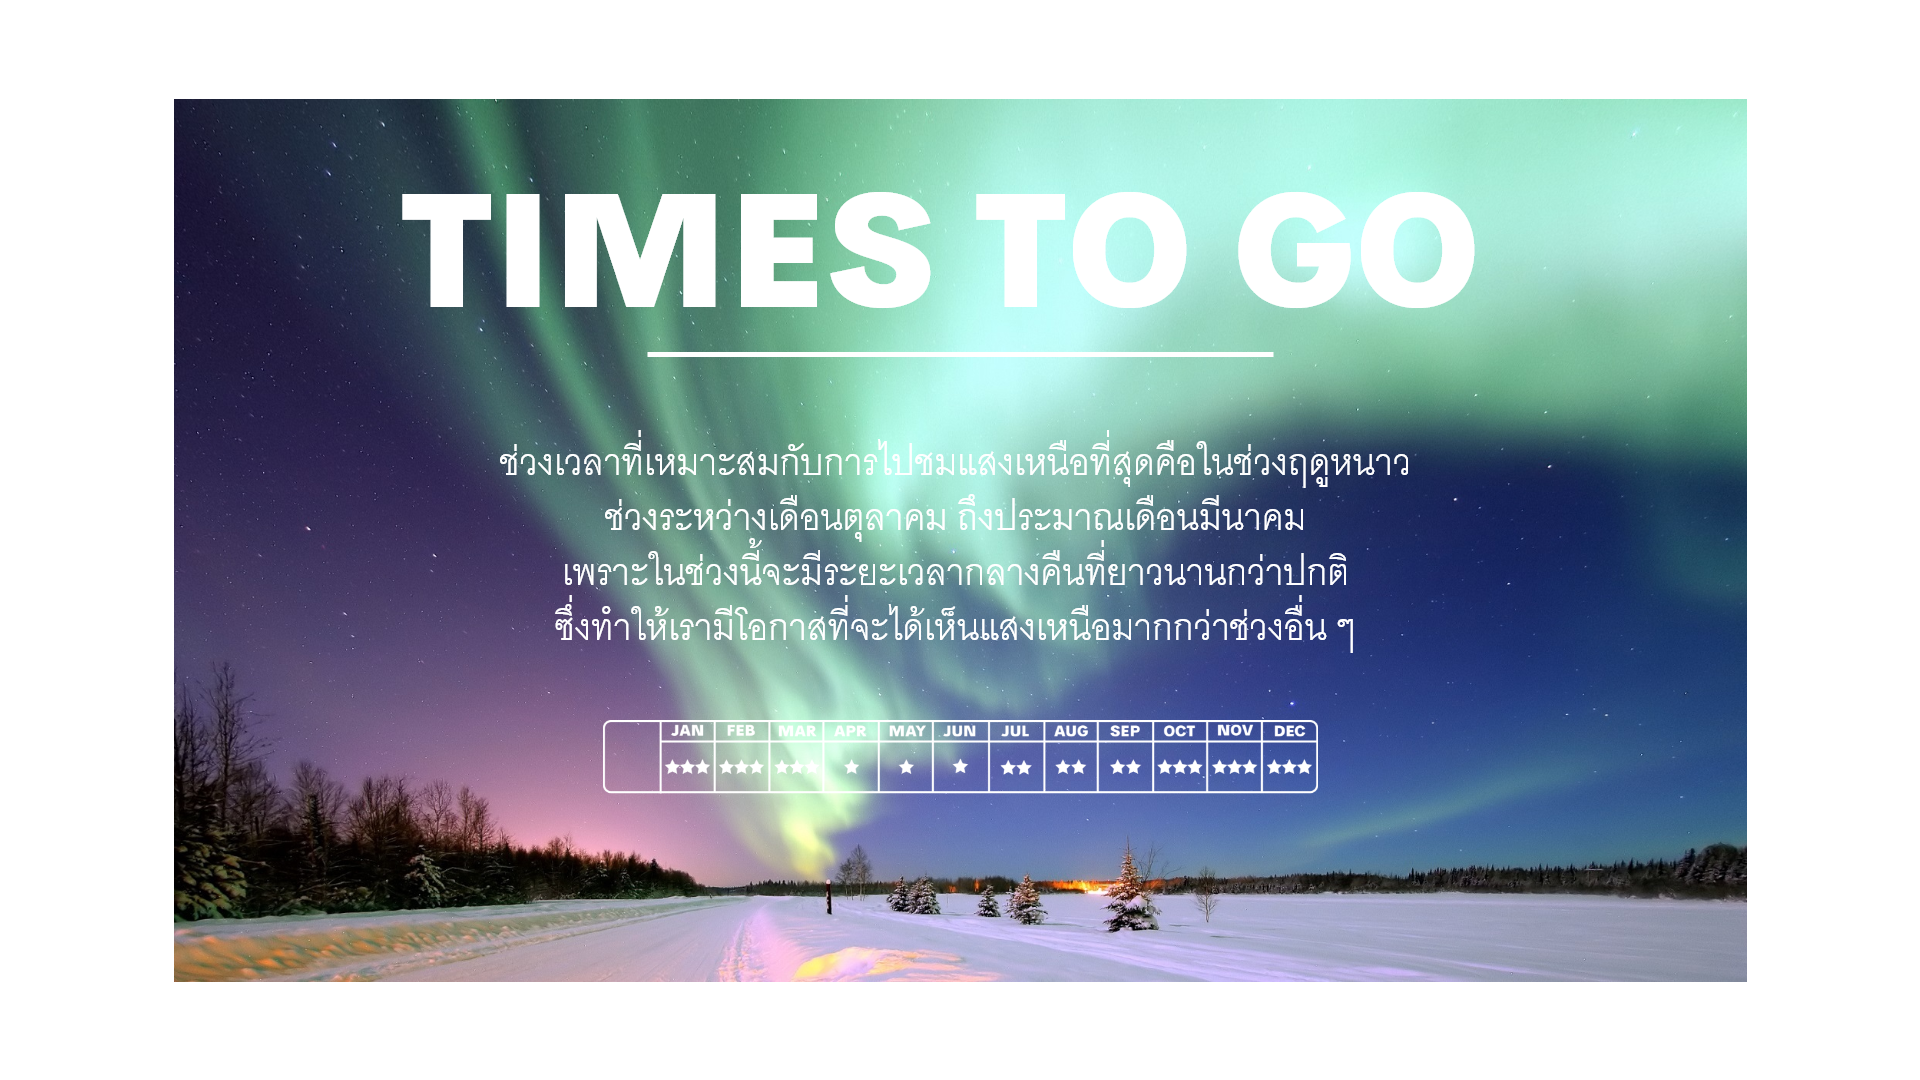 TIMES TO GO
ช่วงเวลาที่เหมาะสมกับการไปชมแสงเหนือที่สุดคือในช่วงฤดูหนาว
ช่วงระหว่างเดือนตุลาคม ถึงประมาณเดือนมีนาคม
เพราะในช่วงนี้จะมีระยะเวลากลางคืนที่ยาวนานกว่าปกติ
ซึ่งทำให้เรามีโอกาสที่จะได้เห็นแสงเหนือมากกว่าช่วงอื่น ๆ
JAN FEB MAR APR MAY JUN JUL AUG SEP OCT NOV DEC
★★★ ★★★ ★★★ ★ ★ ★ ★★ ★★ ★★ ★★★ ★★★ ★★★